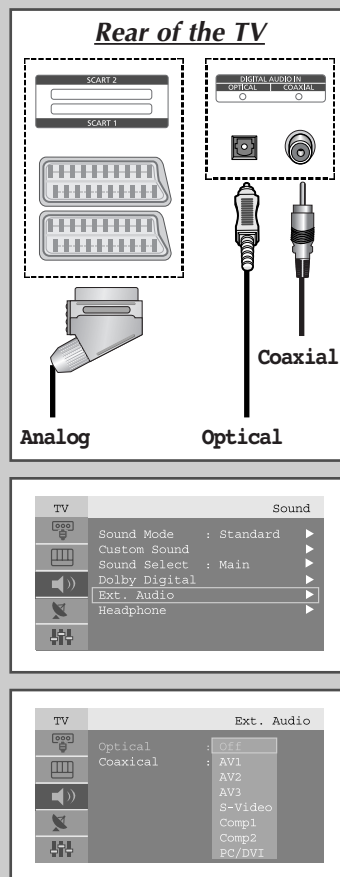 Rear of the TV
SCART 2
SCART 1
DIGITAL AUDIO IN
OPTICAL COAXIAL
Coaxial
Analog Optical
TV Sound
Sound Mode : Standard
Custom Sound
Sound Select : Main
Dolby Digital
Ext. Audio
Headphone
TV Ext. Audio
Optical : Off
Coaxical : AV1
AV2
AV3
S-Video
Comp1
Comp2
PC/DVI